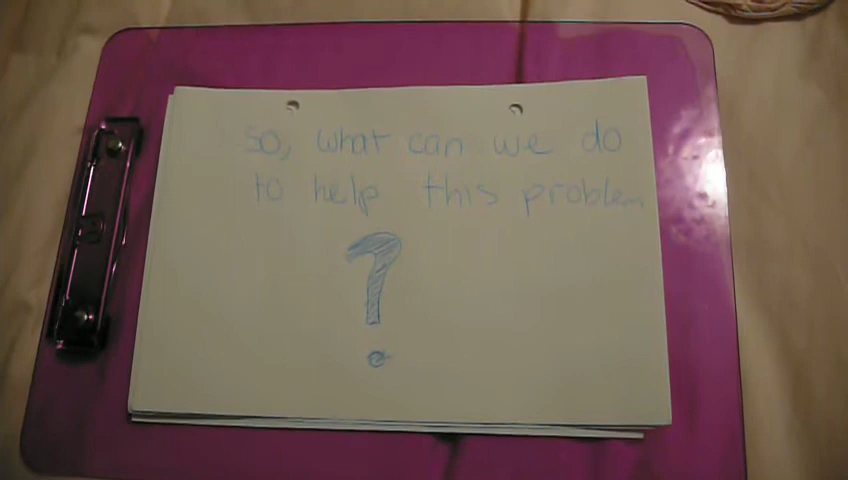 so, what can we do
to help this problem
?